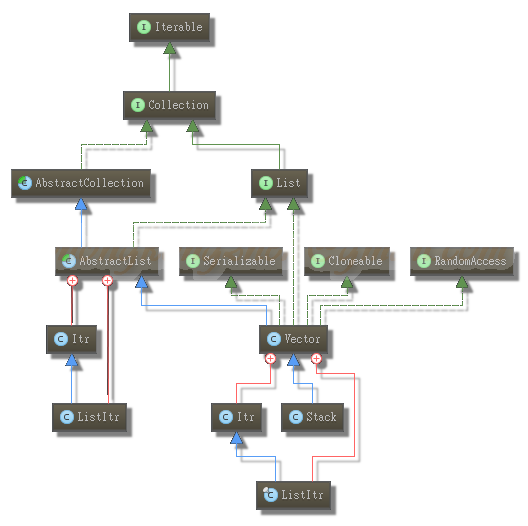 I Iterable
I Collection
C AbstractCollection
I List
C AbstractList
I Serializable
I Cloneable
I RandomAccess
C Itr
C Vector
C ListItr
C Itr
C Stack
C ListItr